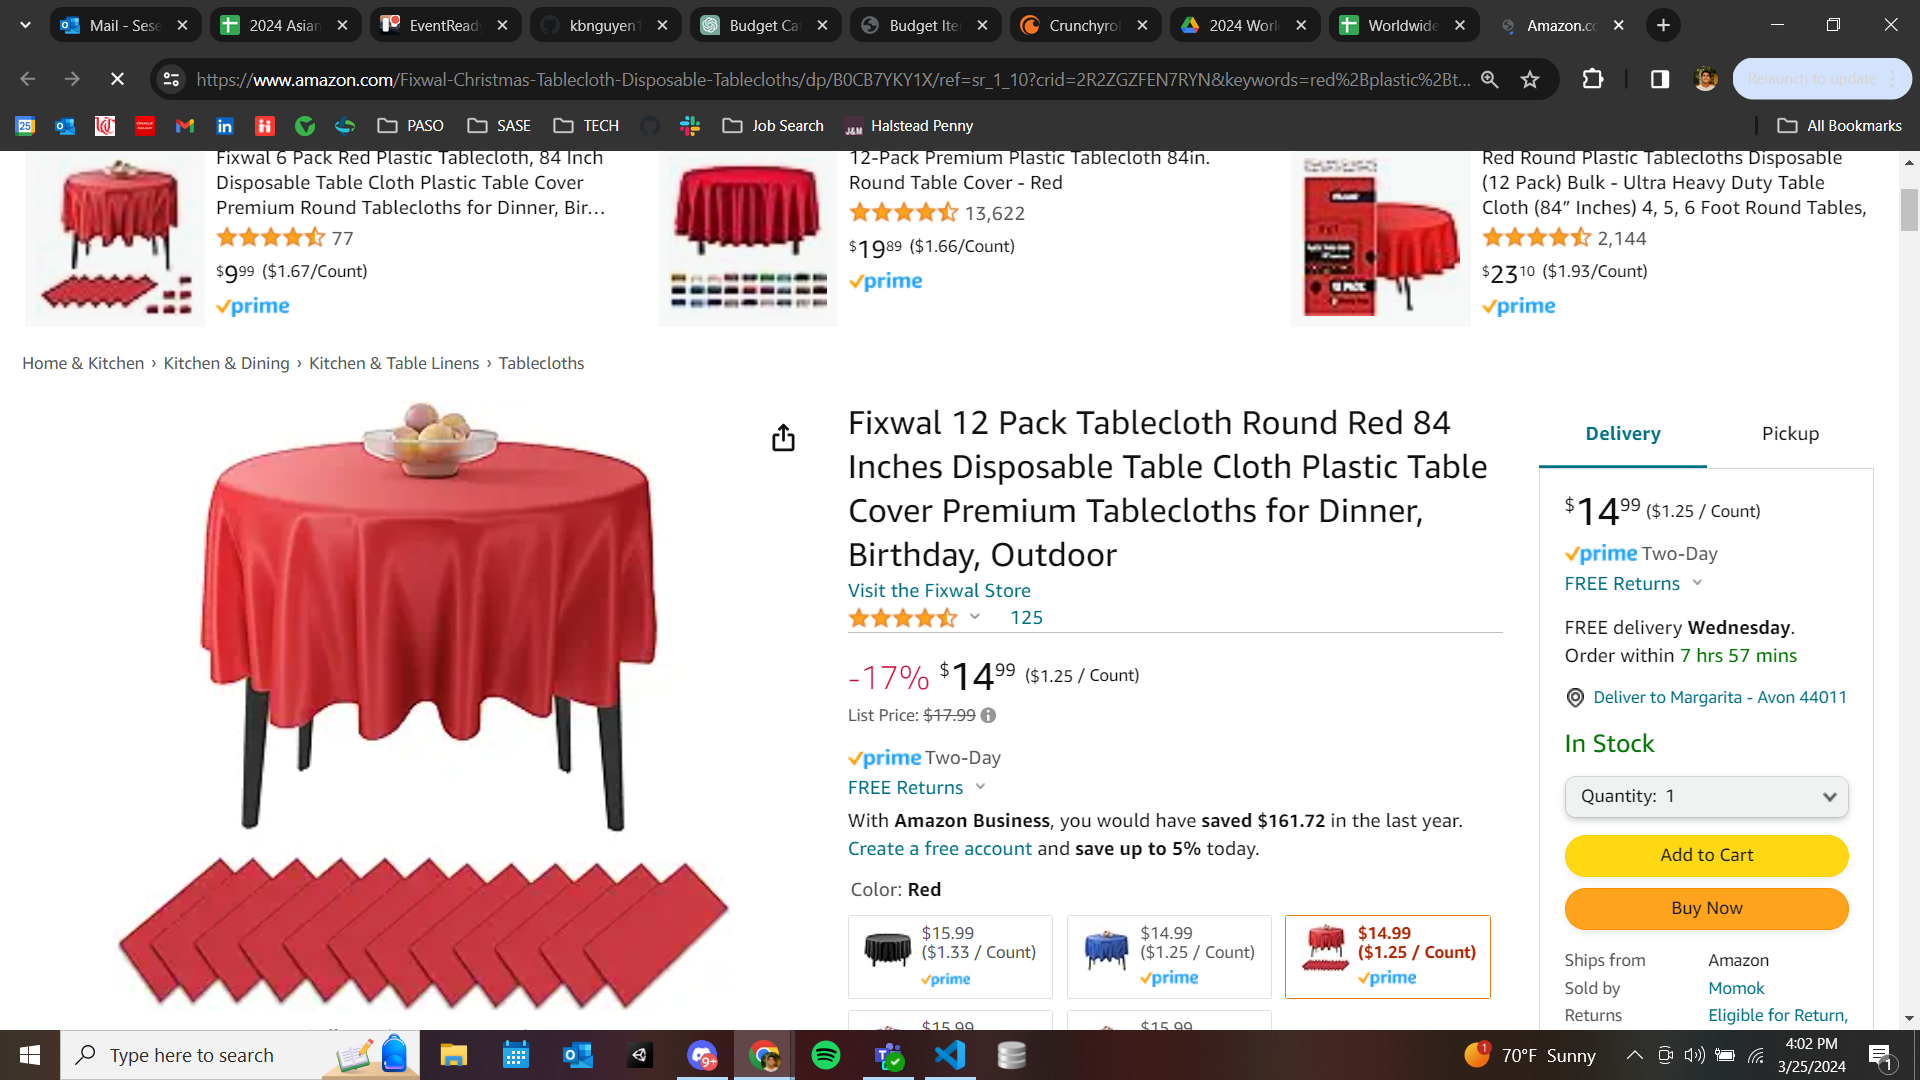 Mail - Sese
2024 Asian
EventReady
kbnguyen1
Budget Ca
Budget Ite
Crunchyrol
2024 Worl
Worldwide
Amazon.co
https://www.amazon.com/Fixwal-Christmas-Tablecloth-Disposable-Tablecloths/dp/B0CB7YKY1X/ref=sr_1_10?crid=2R2ZGZFEN7RYN&keywords=red%2Bplastic%2Bt...
Relaunch to update
PASO
SASE
TECH
Job Search
Halstead Penny
All Bookmarks
Fixwal 6 Pack Red Plastic Tablecloth, 84 Inch
Disposable Table Cloth Plastic Table Cover
Premium Round Tablecloths for Dinner, Bir…
77
$9.99 ($1.67/Count)
prime
12-Pack Premium Plastic Tablecloth 84in.
Round Table Cover - Red
13,622
$19.89 ($1.66/Count)
prime
Red Round Plastic Tablecloths Disposable
(12 Pack) Bulk - Ultra Heavy Duty Table
Cloth (84” Inches) 4, 5, 6 Foot Round Tables,
2,144
$23.10 ($1.93/Count)
prime
Home & Kitchen › Kitchen & Dining › Kitchen & Table Linens › Tablecloths
Fixwal 12 Pack Tablecloth Round Red 84
Inches Disposable Table Cloth Plastic Table
Cover Premium Tablecloths for Dinner,
Birthday, Outdoor
Visit the Fixwal Store
125
-17% $14.99 ($1.25 / Count)
List Price: $17.99
prime Two-Day
FREE Returns
With Amazon Business, you would have saved $161.72 in the last year.
Create a free account and save up to 5% today.
Color: Red
$15.99
($1.33 / Count)
prime
$14.99
($1.25 / Count)
prime
$14.99
($1.25 / Count)
prime
$15.99
$15.99
Delivery
Pickup
$14.99 ($1.25 / Count)
prime Two-Day
FREE Returns
FREE delivery Wednesday.
Order within 7 hrs 57 mins
Deliver to Margarita - Avon 44011
In Stock
Quantity: 1
Add to Cart
Buy Now
Ships from Amazon
Sold by Momok
Returns Eligible for Return,
Type here to search
9+
1
70°F Sunny
4:02 PM
3/25/2024
1